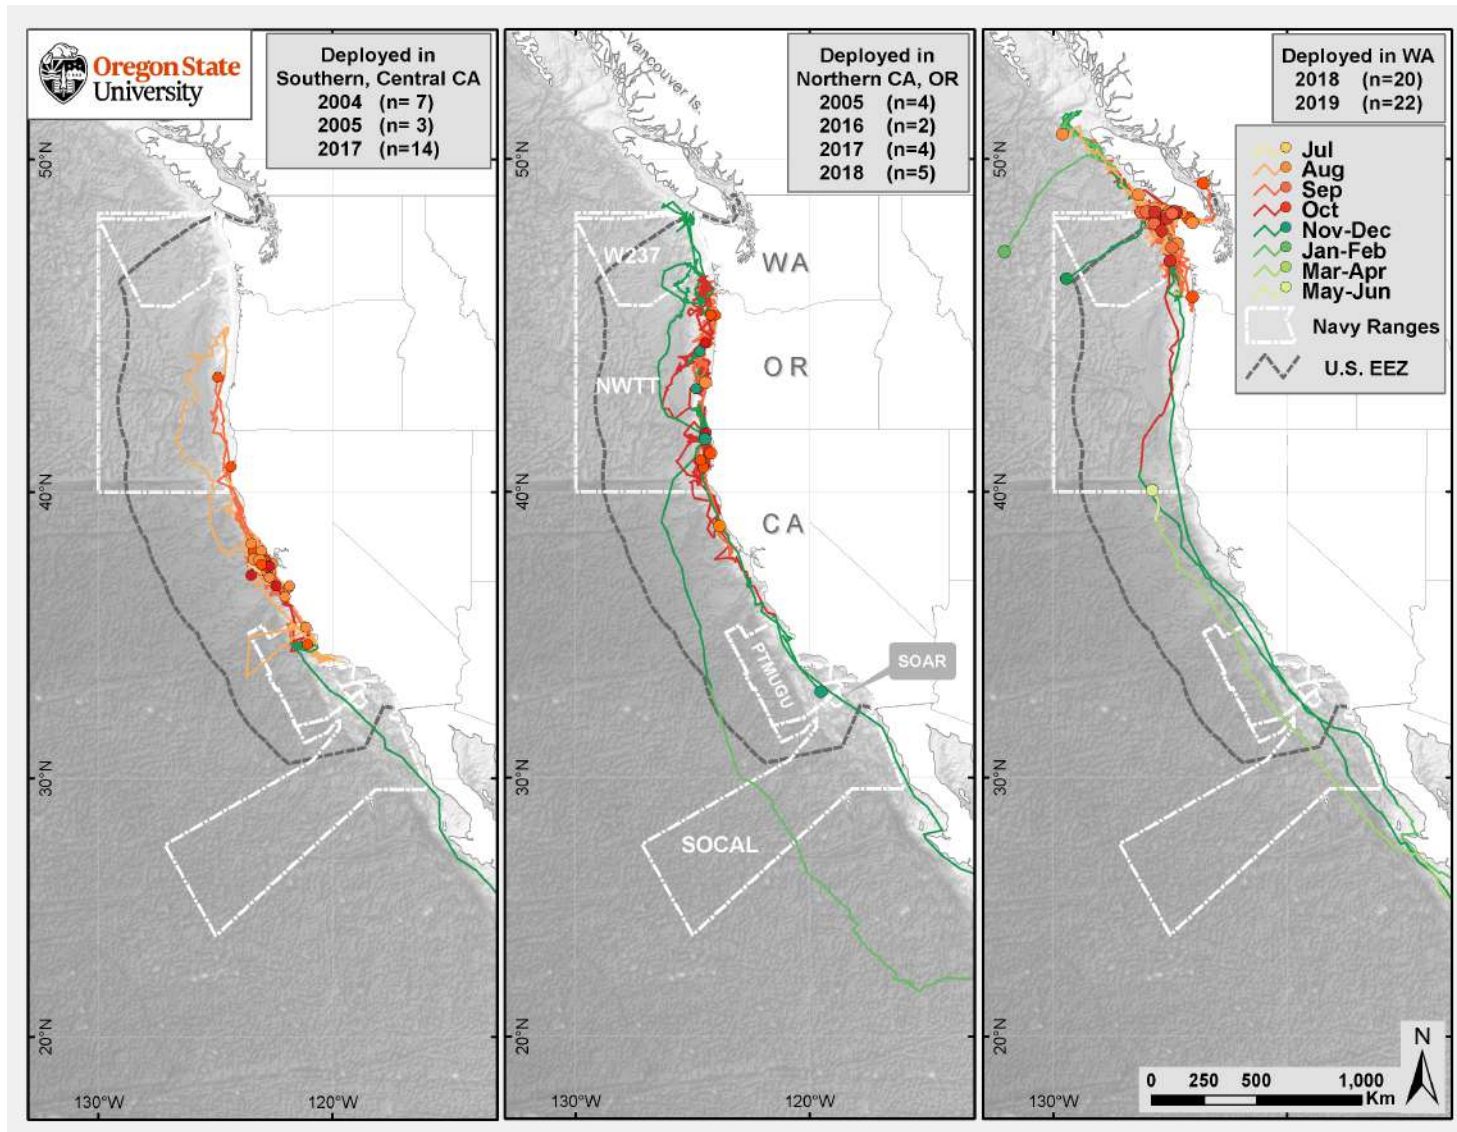 Oregon State
University
Deployed in
Southern, Central CA
2004 (n= 7)
2005 (n= 3)
2017 (n=14)
50°N
40°N
30°N
20°N
130°W
120°W
Vancouver Is.
Deployed in
Northern CA, OR
2005 (n=4)
2016 (n=2)
2017 (n=4)
2018 (n=5)
50°N
W237
WA
OR
NWTT
40°N
CA
PTMUGU
SOAR
30°N
SOCAL
20°N
130°W
120°W
Deployed in WA
2018 (n=20)
2019 (n=22)
Jul
Aug
Sep
Oct
Nov-Dec
Jan-Feb
Mar-Apr
May-Jun
Navy Ranges
U.S. EEZ
50°N
40°N
30°N
20°N
N
0 250 500 1,000
Km
130°W